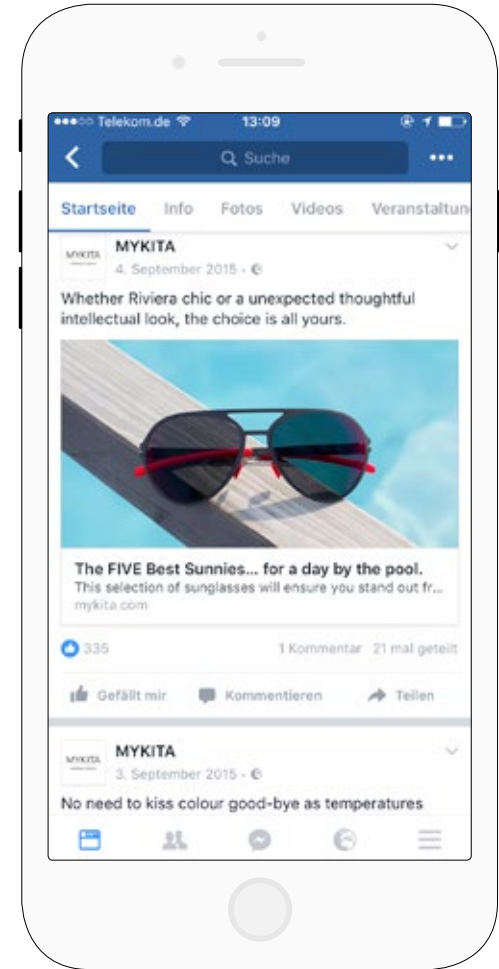 Telekom.de 13:09
Suche
Startseite Info Fotos Videos Veranstaltun
MYKITA
MYKITA
4. September 2015
Whether Riviera chic or a unexpected thoughtful
intellectual look, the choice is all yours.
The FIVE Best Sunnies... for a day by the pool.
This selection of sunglasses will ensure you stand out fr...
mykita.com
335 1 Kommentar 21 mal geteilt
Gefällt mir Kommentieren Teilen
MYKITA
MYKITA
3. September 2015
No need to kiss colour good-bye as temperatures